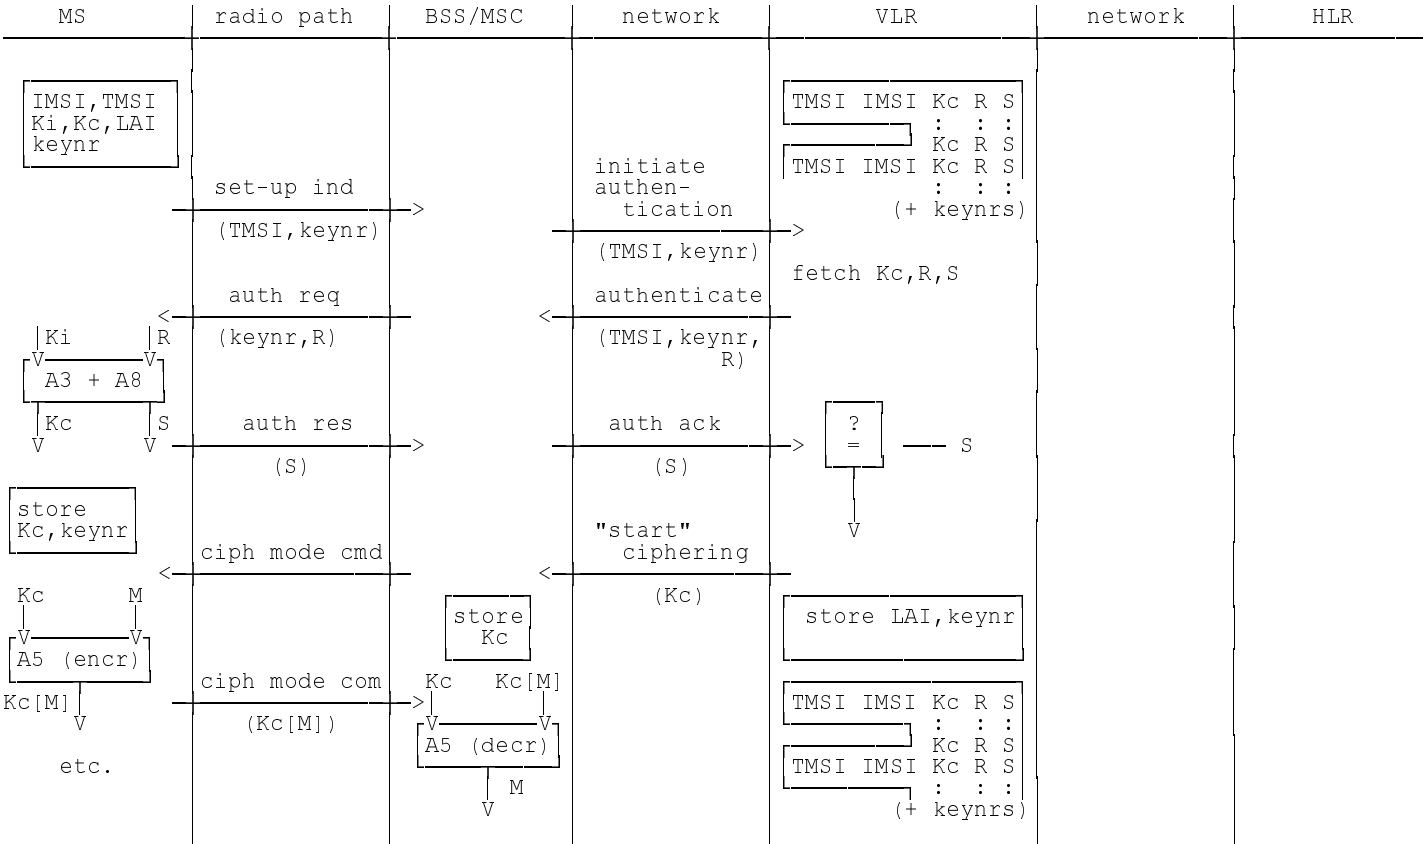 MS radio path BSS/MSC network VLR network HLR
IMSI,TMSI TMSI IMSI Kc R S
Ki,Kc,LAI : : :
keynr Kc R S
initiate TMSI IMSI Kc R S
set-up ind authen- : : :
> tication (+ keynrs)
(TMSI,keynr) >
(TMSI,keynr)
fetch Kc,R,S
auth req authenticate
< <
Ki R (keynr,R) (TMSI,keynr,
V V R)
A3 + A8
Kc S auth res auth ack ?
V V > > = S
(S) (S)
store
Kc,keynr "start" V
ciph mode cmd ciphering
< <
Kc M (Kc)
store store LAI,keynr
V V Kc
A5 (encr)
ciph mode com Kc Kc[M]
Kc[M] > TMSI IMSI Kc R S
V (Kc[M]) V V : : :
A5 (decr) Kc R S
etc. TMSI IMSI Kc R S
M : : :
V (+ keynrs)